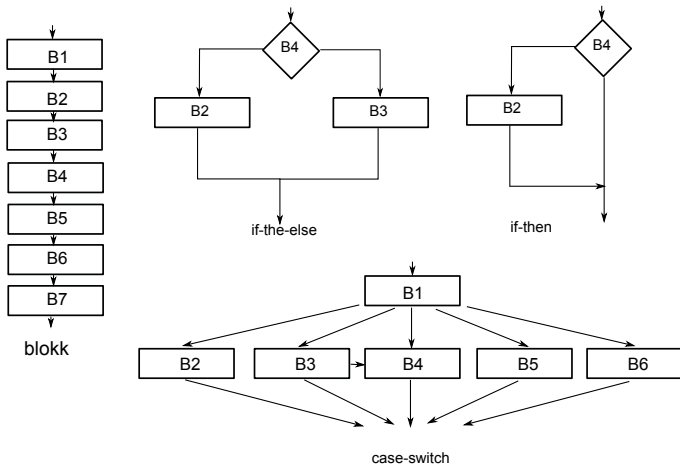 B1
B2
B3
B4
B5
B6
B7
blokk
B4
B2
B3
if-the-else
B4
B2
if-then
B1
B2
B3
B4
B5
B6
case-switch